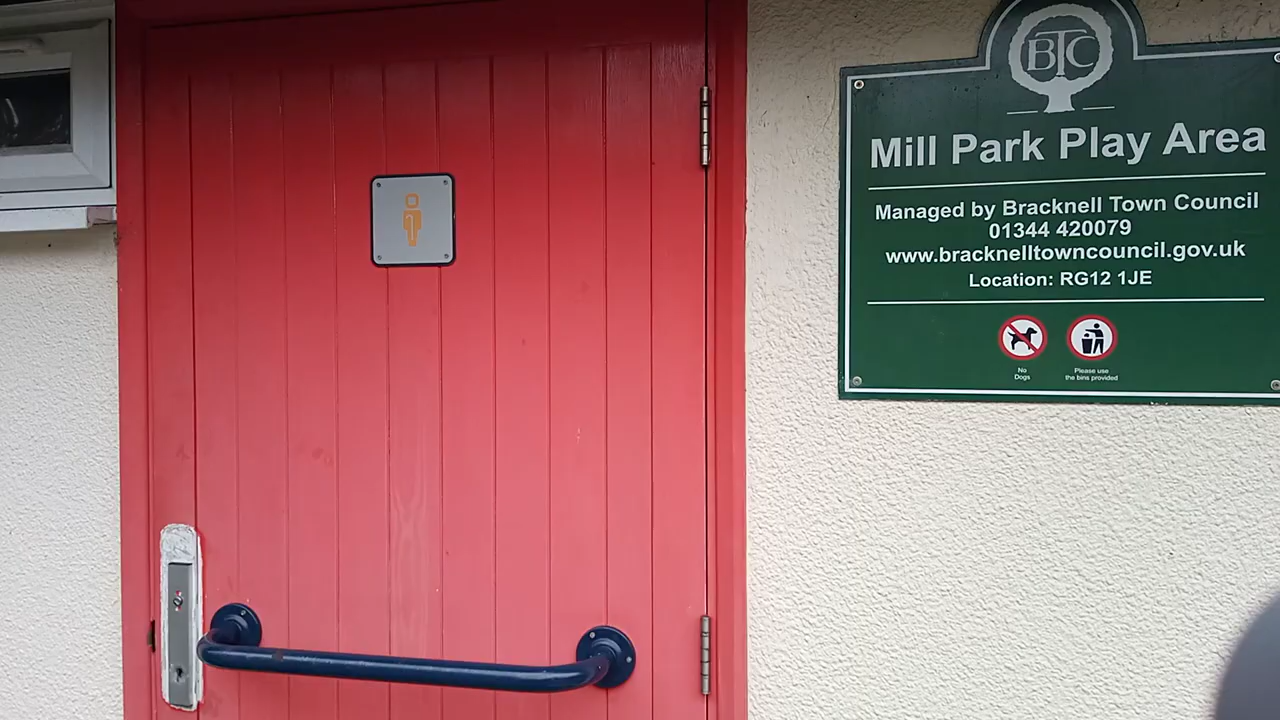 BTC
Mill Park Play Area
Managed by Bracknell Town Council
01344 420079
www.bracknelltowncouncil.gov.uk
Location: RG12 1JE
No
Dogs
Please use
the bins provided